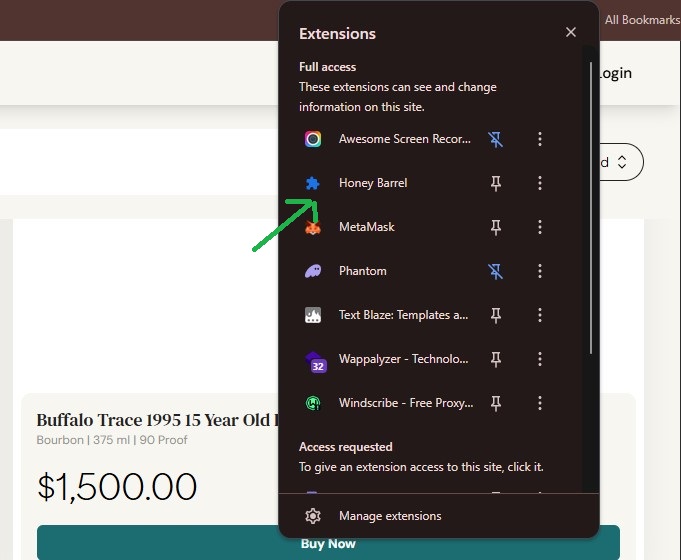 All Bookmarks
Extensions
Login
Full access
These extensions can see and change
information on this site.
Awesome Screen Recor...
d
Honey Barrel
MetaMask
Phantom
Text Blaze: Templates a...
32
Wappalyzer - Technolo...
Windscribe - Free Proxy...
Buffalo Trace 1995 15 Year Old
Bourbon | 375 ml | 90 Proof
Access requested
To give an extension access to this site, click it.
$1,500.00
Manage extensions
Buy Now